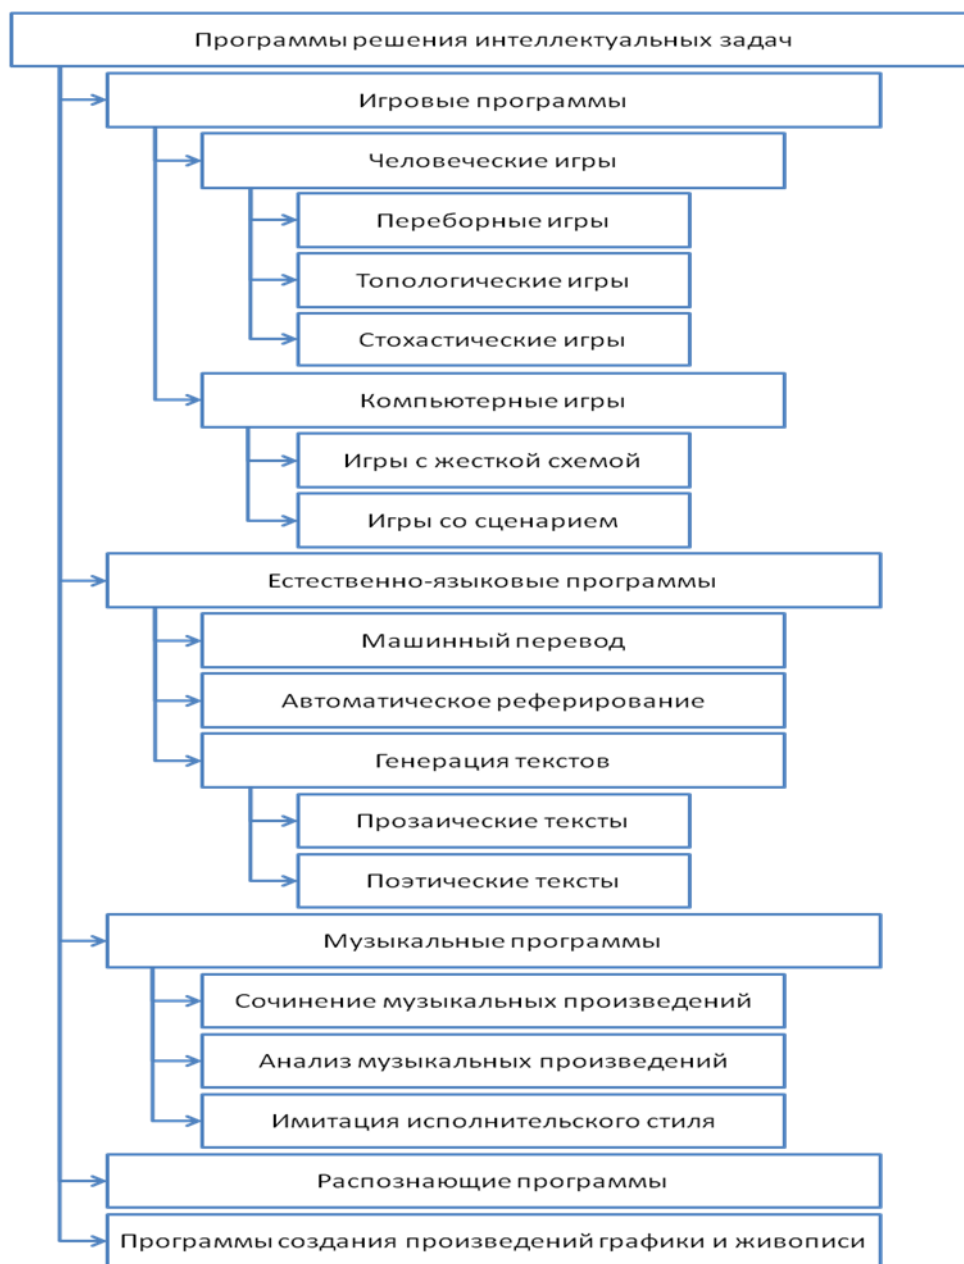 Программы решения интеллектуальных задач
Игровые программы
Человеческие игры
Переборные игры
Топологические игры
Стохастические игры
Компьютерные игры
Игры с жесткой схемой
Игры со сценарием
Естественно-языковые программы
Машинный перевод
Автоматическое реферирование
Генерация текстов
Прозаические тексты
Поэтические тексты
Музыкальные программы
Сочинение музыкальных произведений
Анализ музыкальных произведений
Имитация исполнительского стиля
Распознающие программы
Программы создания произведений графики и живописи